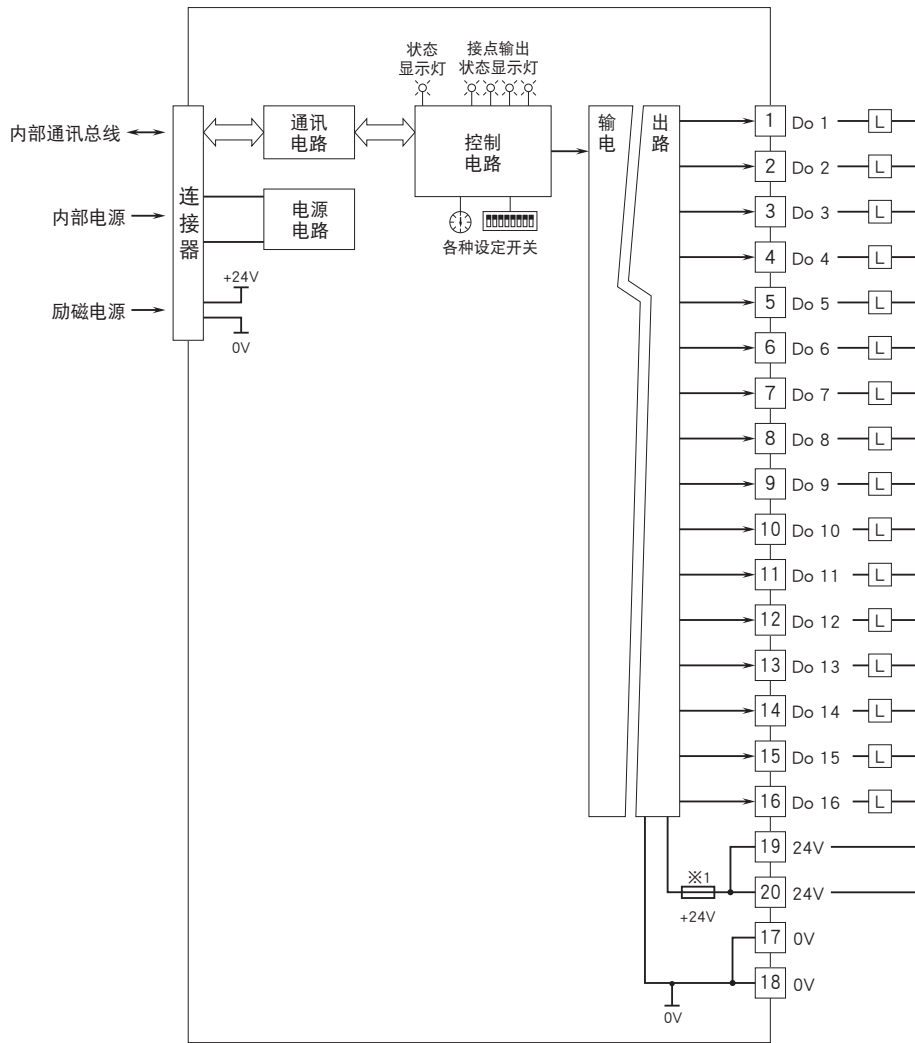 状态
显示灯
接点输出
状态显示灯
内部通讯总线
通讯
电路
控制
电路
输 出
电 路
连
接
器
电源
电路
内部电源
各种设定开关
+24V
励磁电源
0V
1 Do 1 L
2 Do 2 L
3 Do 3 L
4 Do 4 L
5 Do 5 L
6 Do 6 L
7 Do 7 L
8 Do 8 L
9 Do 9 L
10 Do 10 L
11 Do 11 L
12 Do 12 L
13 Do 13 L
14 Do 14 L
15 Do 15 L
16 Do 16 L
19 24V
※1
20 24V
+24V
17 0V
18 0V
0V